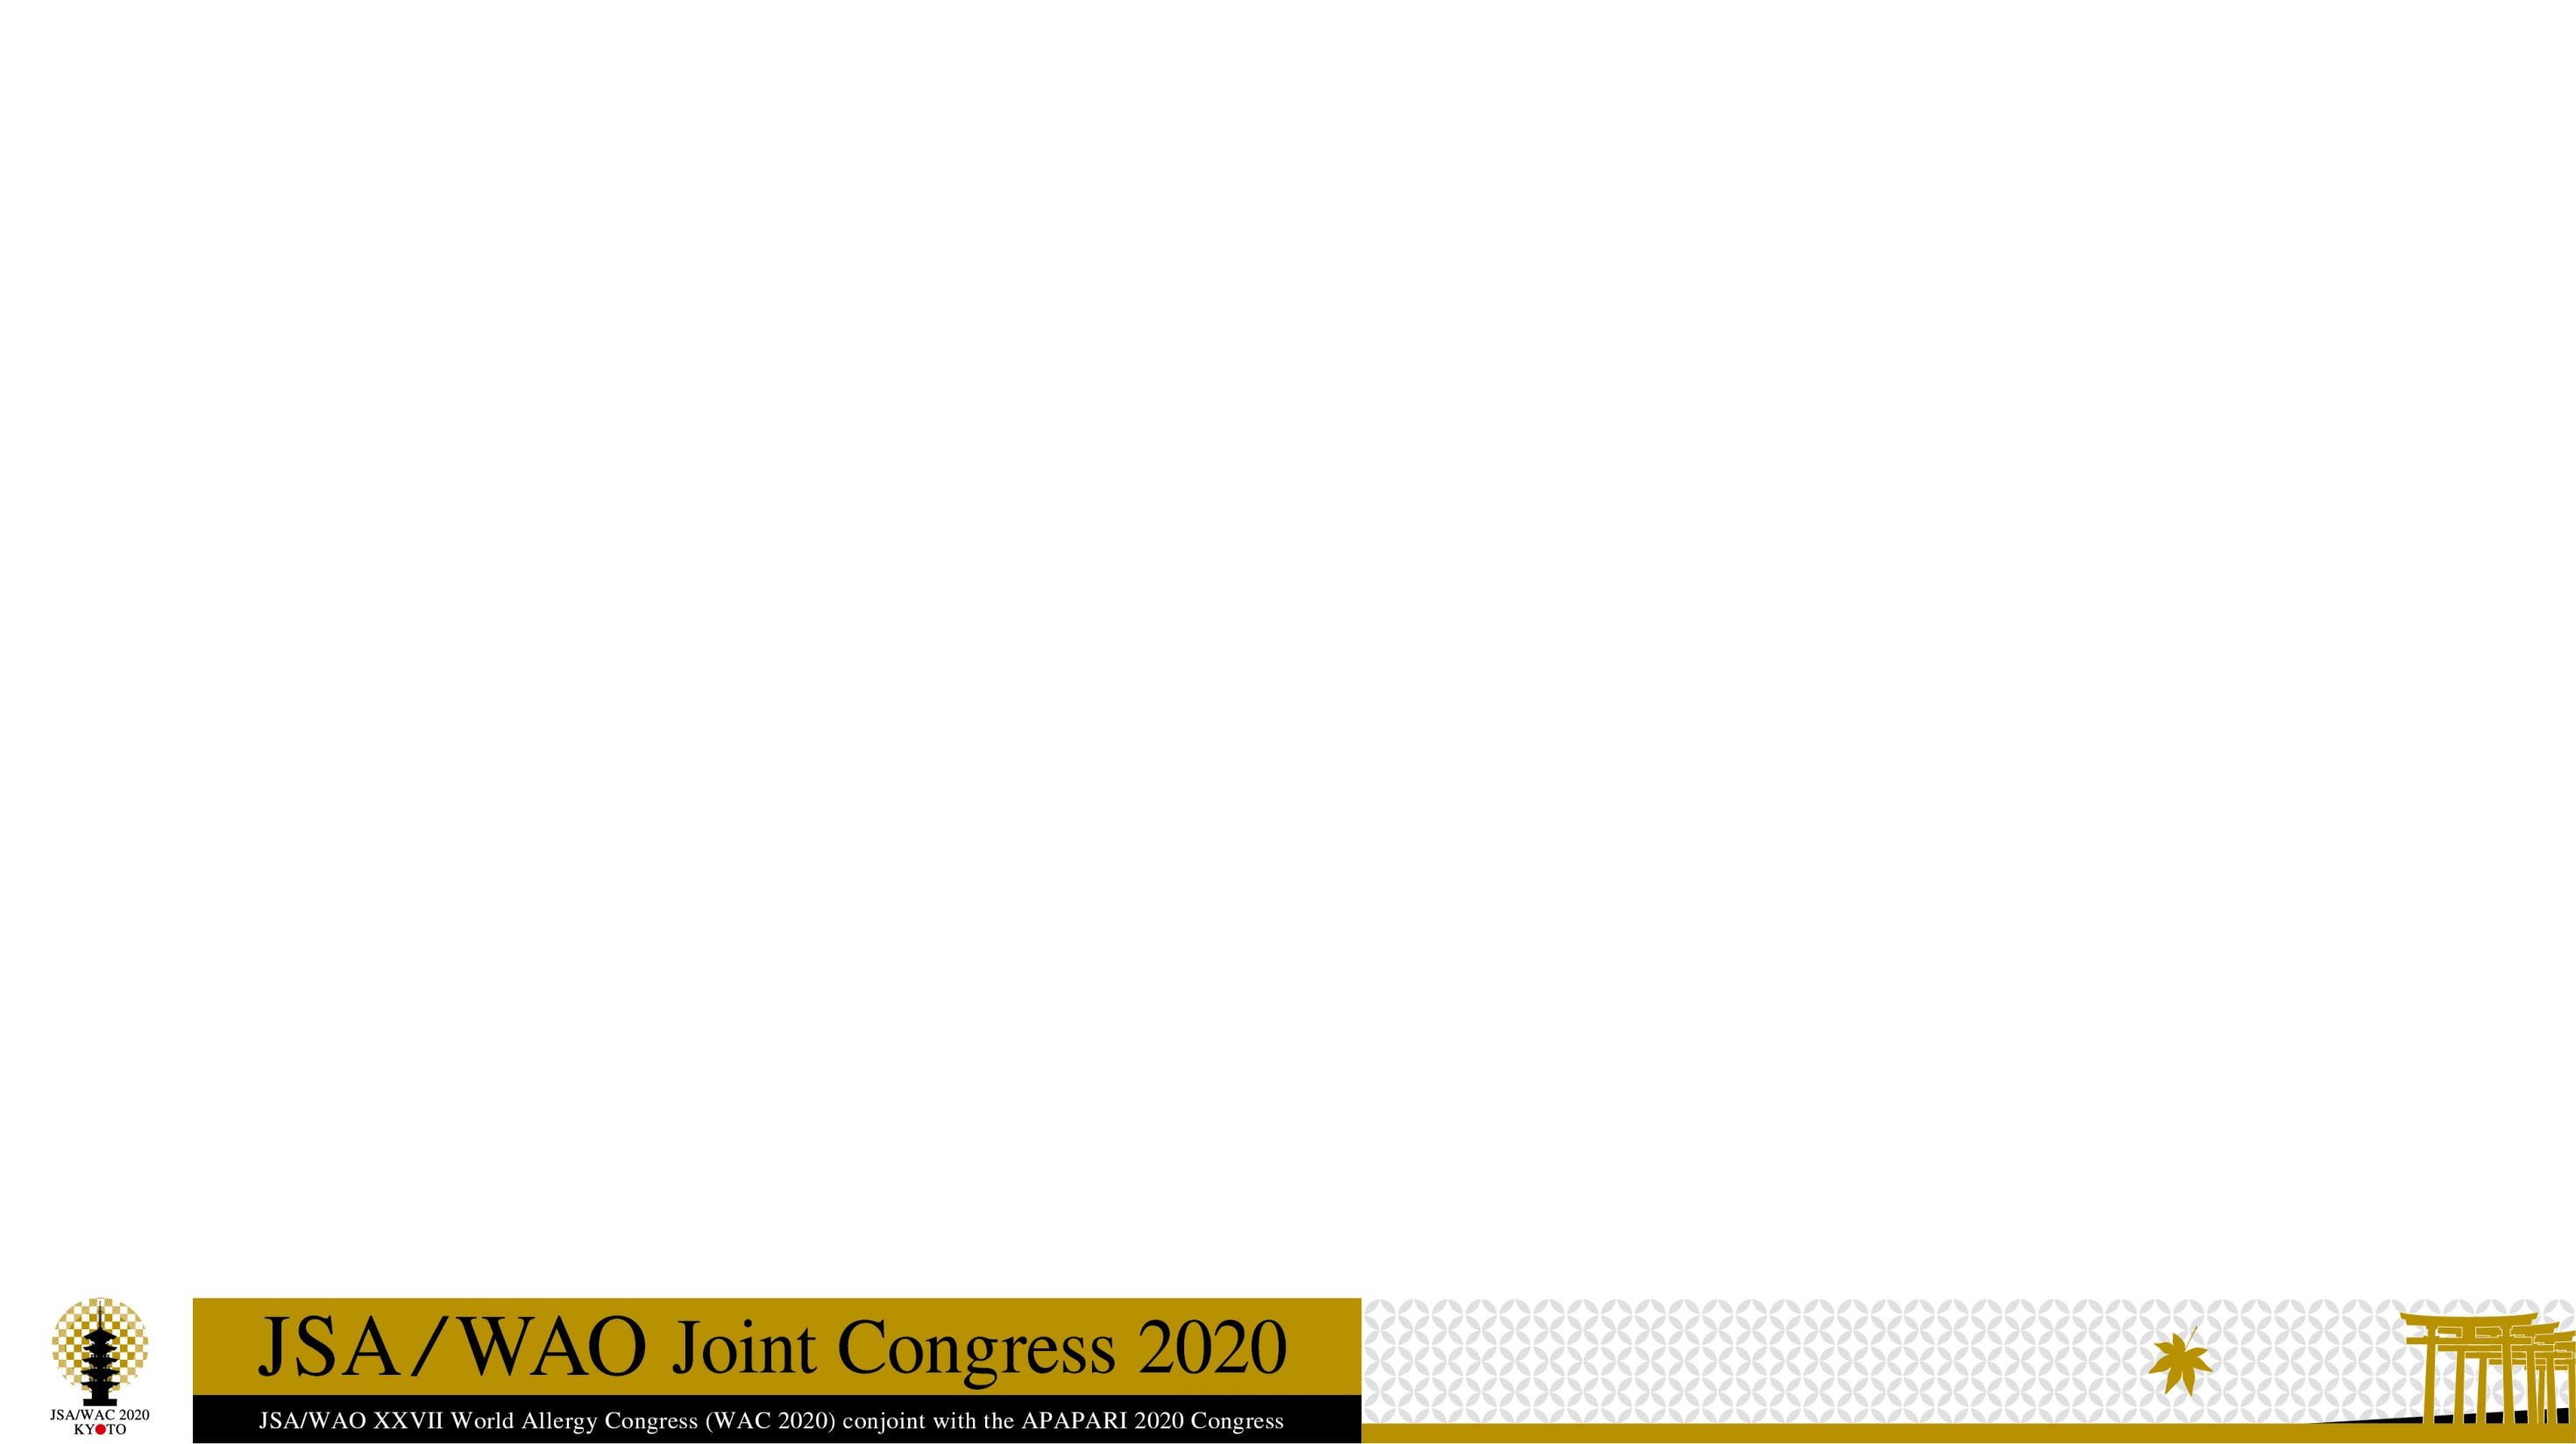 JSA/WAO Joint Congress 2020
JSA/WAO XXVII World Allergy Congress (WAC 2020) conjoint with the APAPARI 2020 Congress
JSA/WAC 2020
KYOTO